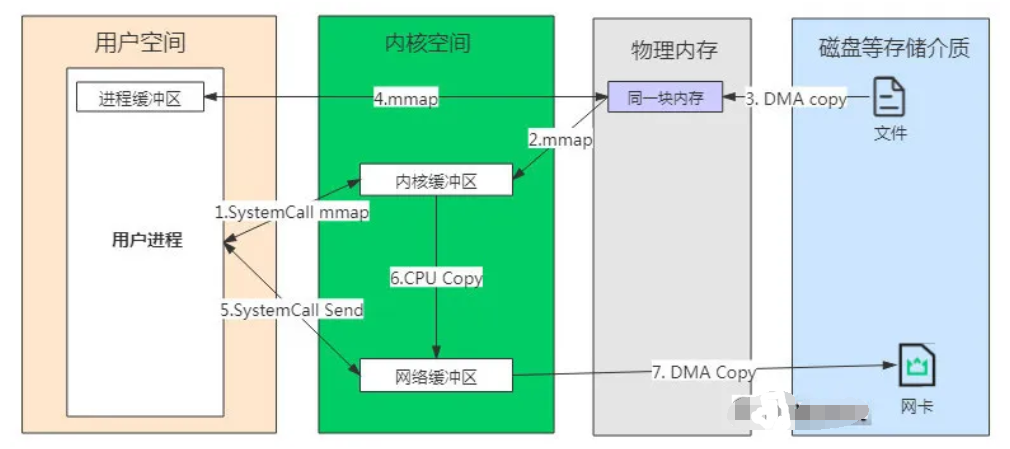 用户空间
内核空间
物理内存
磁盘等存储介质
进程缓冲区
4.mmap
同一块内存
3. DMA copy
文件
2.mmap
内核缓冲区
1.SystemCall mmap
用户进程
6.CPU Copy
5.SystemCall Send
网络缓冲区
7. DMA Copy
网卡